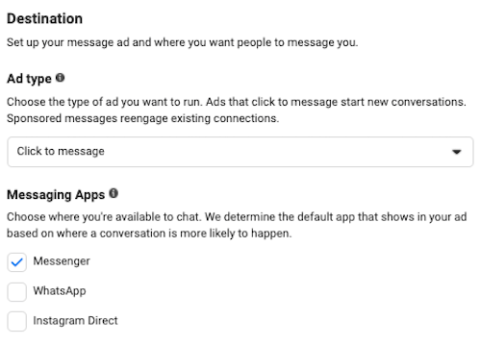 Destination
Set up your message ad and where you want people to message you.
Ad type
Choose the type of ad you want to run. Ads that click to message start new conversations.
Sponsored messages reengage existing connections.
Click to message
Messaging Apps
Choose where you're available to chat. We determine the default app that shows in your ad
based on where a conversation is more likely to happen.
Messenger
WhatsApp
Instagram Direct